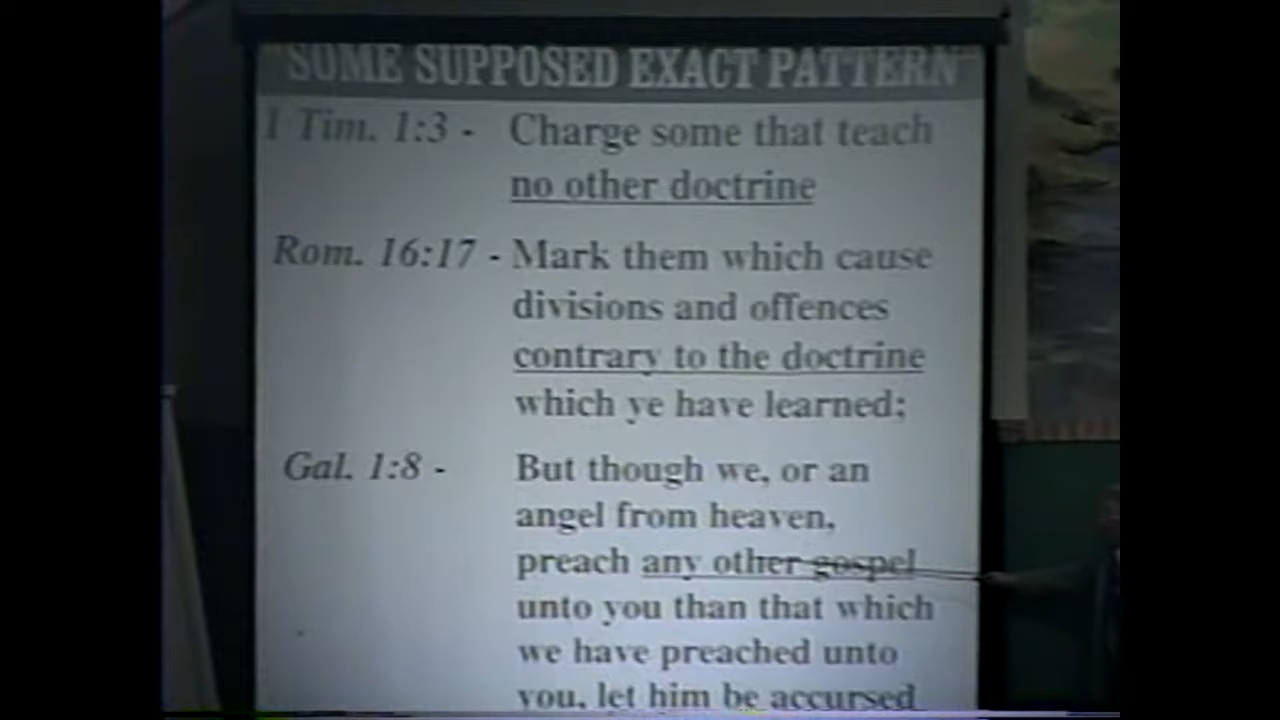 "SOME SUPPOSED EXACT PATTERN"
1 Tim. 1:3 - Charge some that teach
no other doctrine
Rom. 16:17 - Mark them which cause
divisions and offences
contrary to the doctrine
which ye have learned;
Gal. 1:8 - But though we, or an
angel from heaven,
preach any other gospel
unto you than that which
we have preached unto
you, let him be accursed